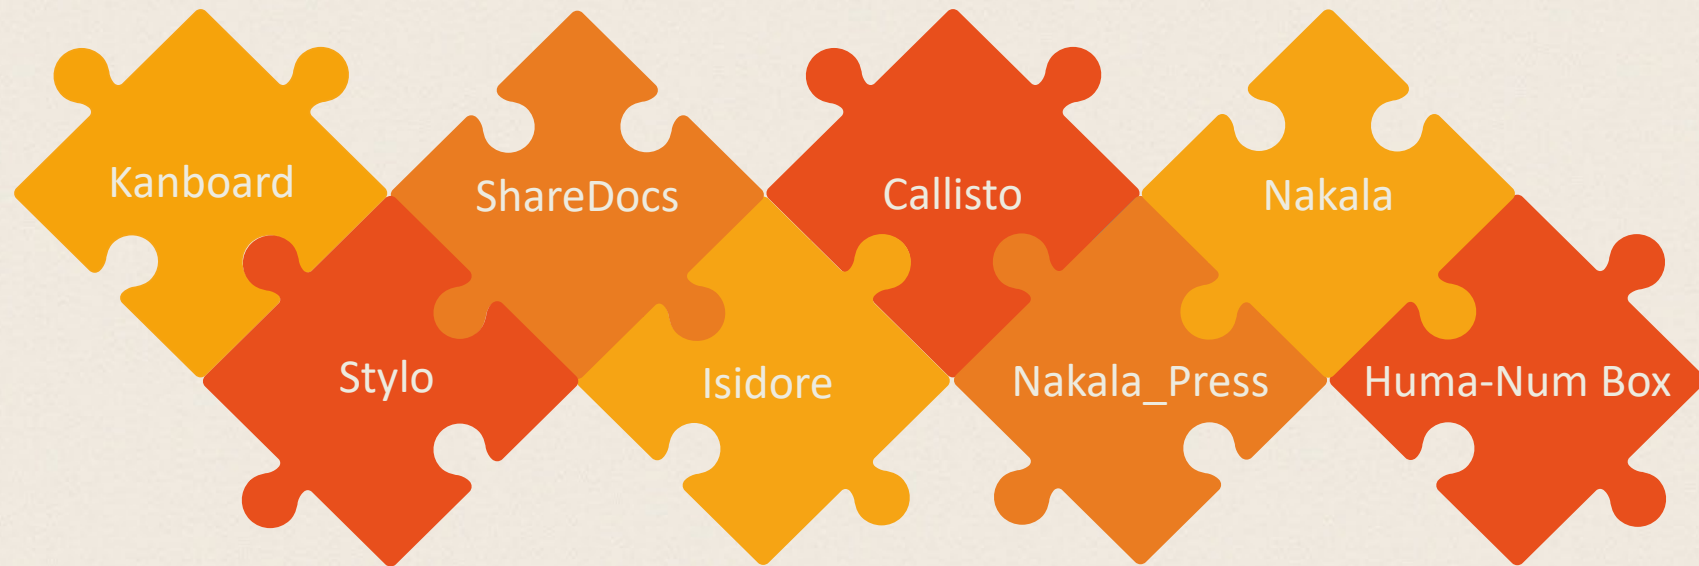 Kanboard
ShareDocs
Callisto
Nakala
Stylo
Isidore
Nakala_Press
Huma-Num Box